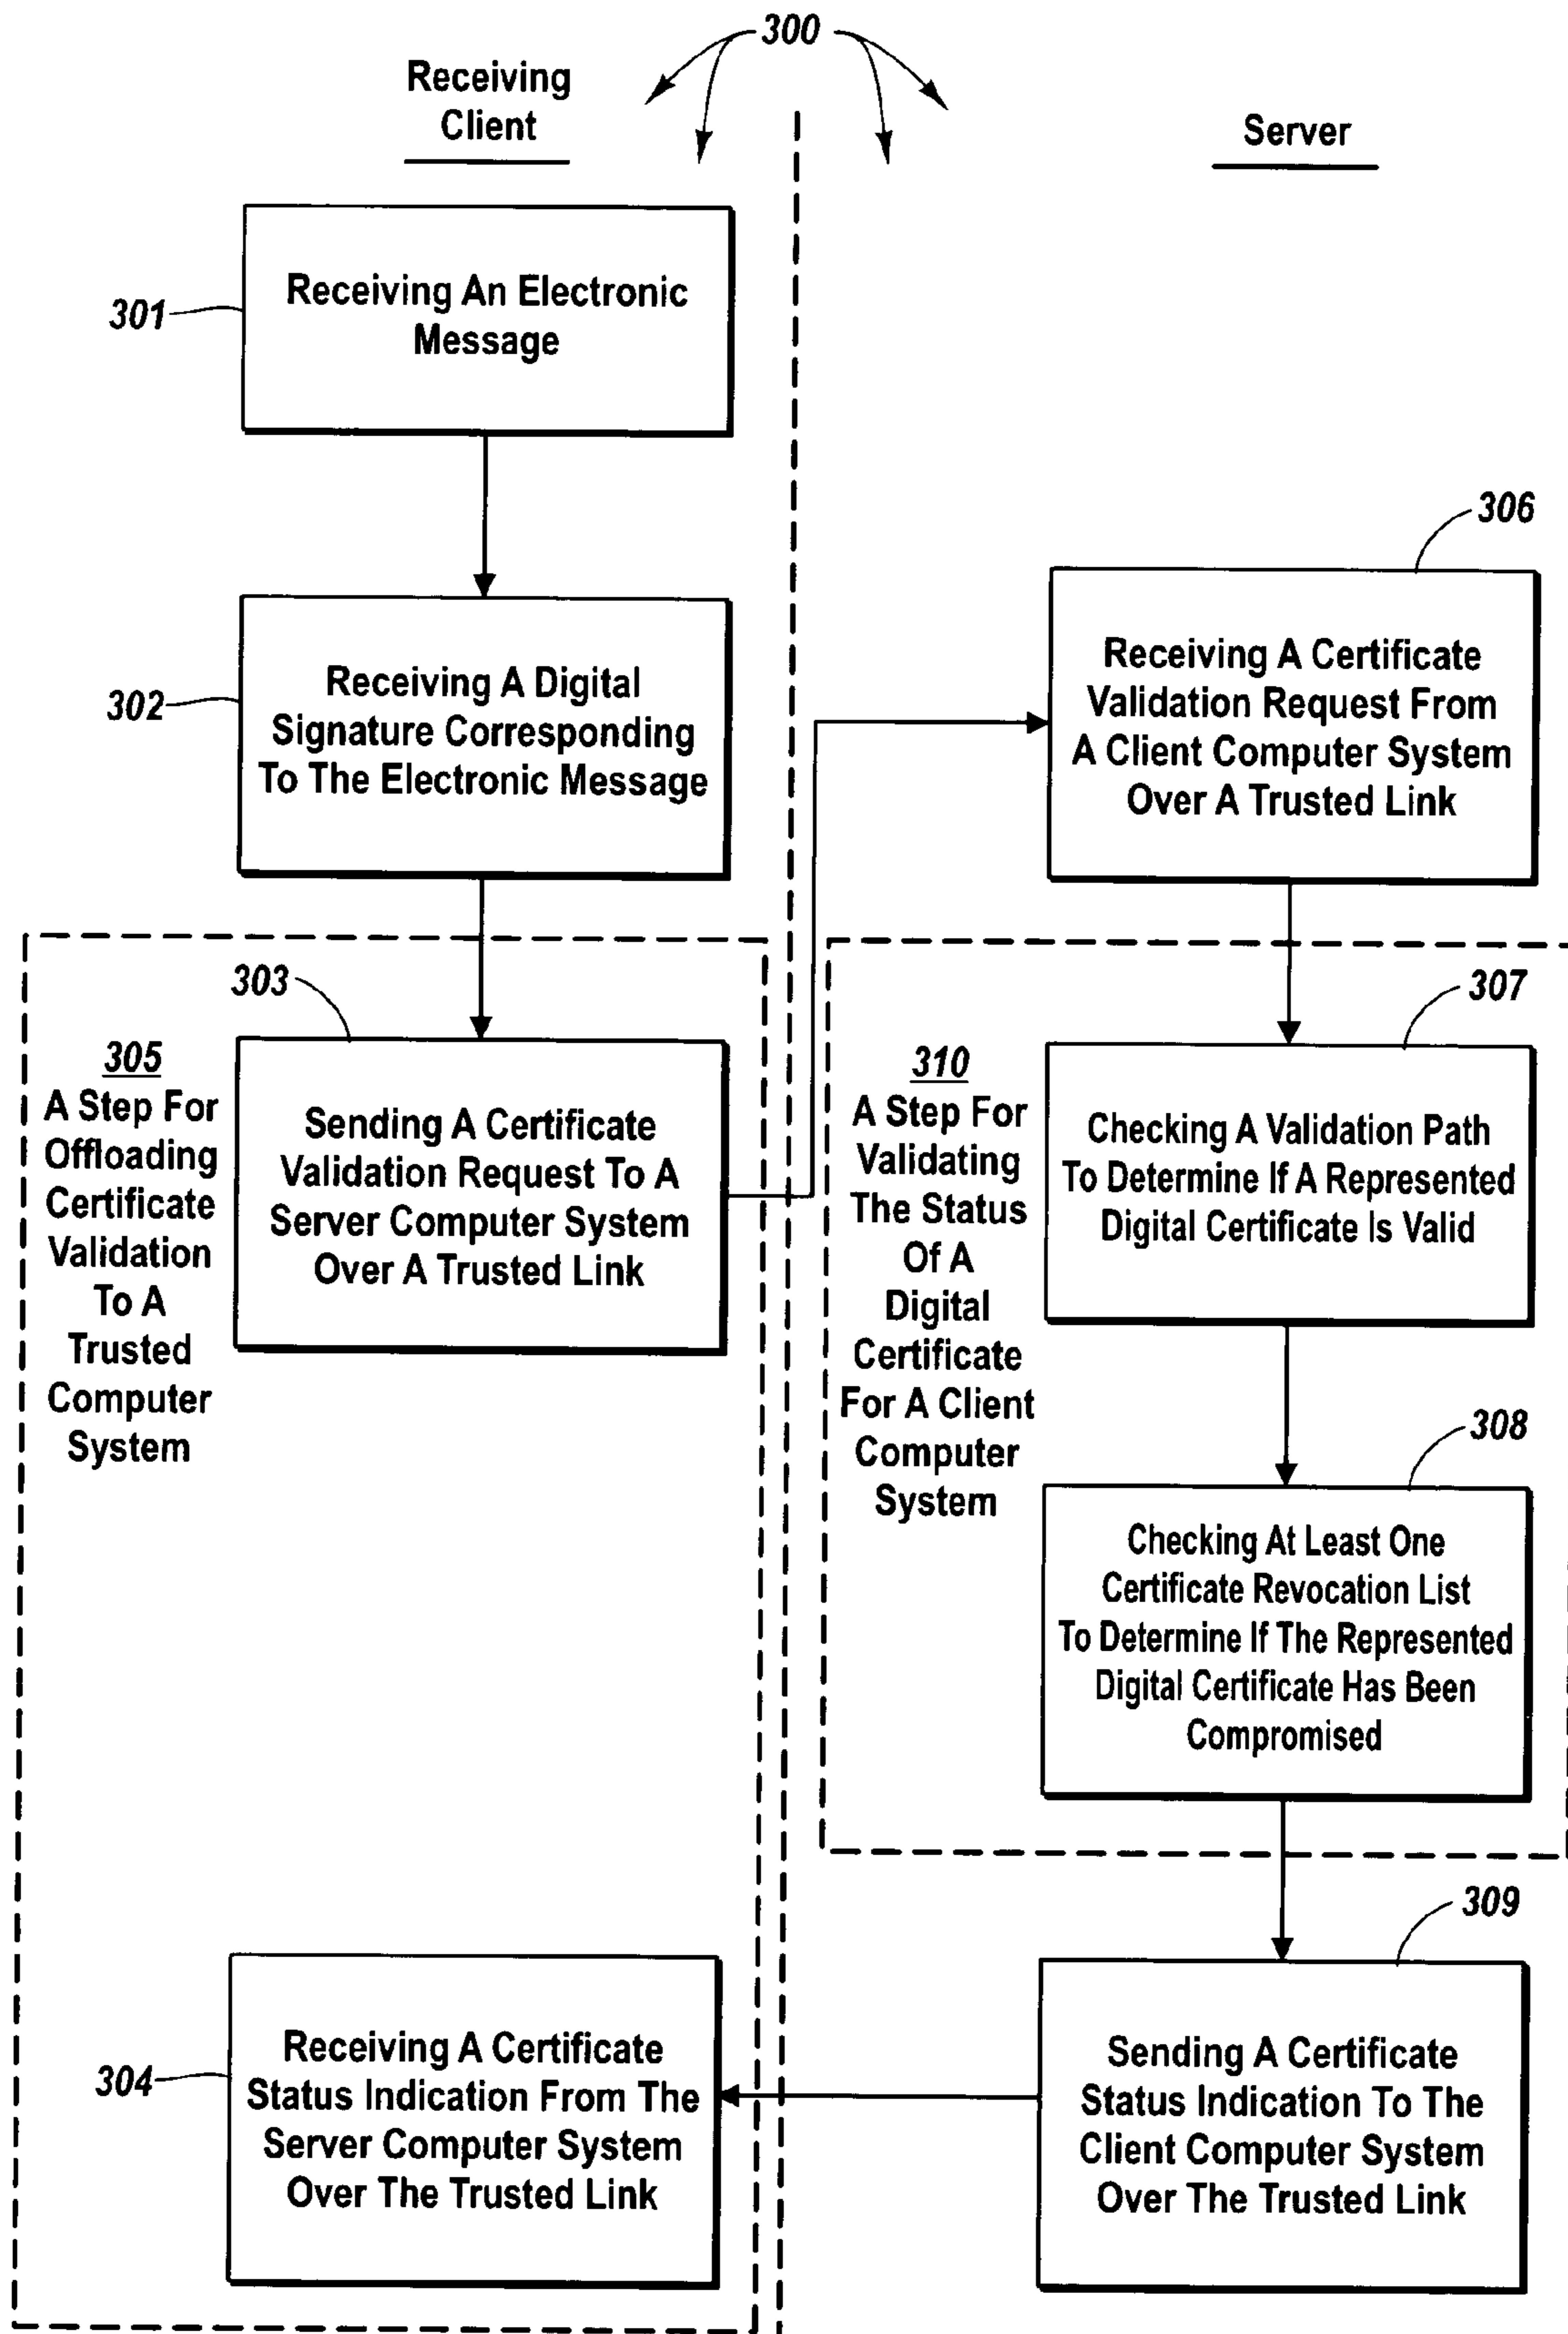 300
Receiving
Client
Server
301
Receiving An Electronic
Message
302
Receiving A Digital
Signature Corresponding
To The Electronic Message
306
Receiving A Certificate
Validation Request From
A Client Computer System
Over A Trusted Link
305
A Step For
Offloading
Certificate
Validation
To A
Trusted
Computer
System
303
Sending A Certificate
Validation Request To A
Server Computer System
Over A Trusted Link
310
A Step For
Validating
The Status
Of A
Digital
Certificate
For A Client
Computer
System
307
Checking A Validation Path
To Determine If A Represented
Digital Certificate Is Valid
308
Checking At Least One
Certificate Revocation List
To Determine If The Represented
Digital Certificate Has Been
Compromised
309
Sending A Certificate
Status Indication To The
Client Computer System
Over The Trusted Link
304
Receiving A Certificate
Status Indication From The
Server Computer System
Over The Trusted Link